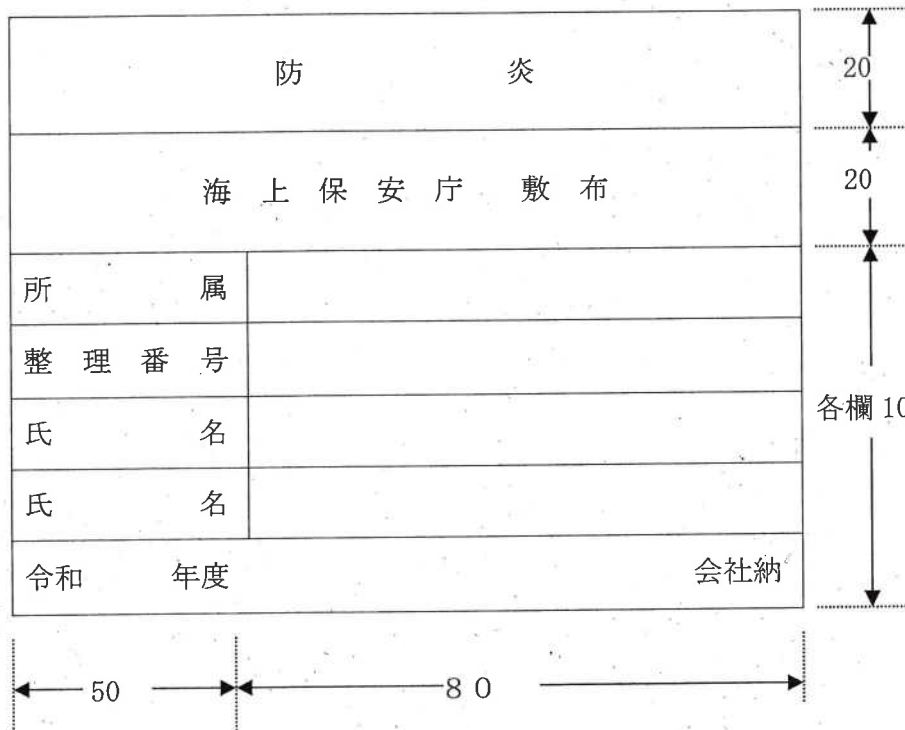 防 炎
20
海上保安庁 敷布
20
所 属
整理番号
氏 名
各欄 10
氏 名
令和 年度 会社納
50
80